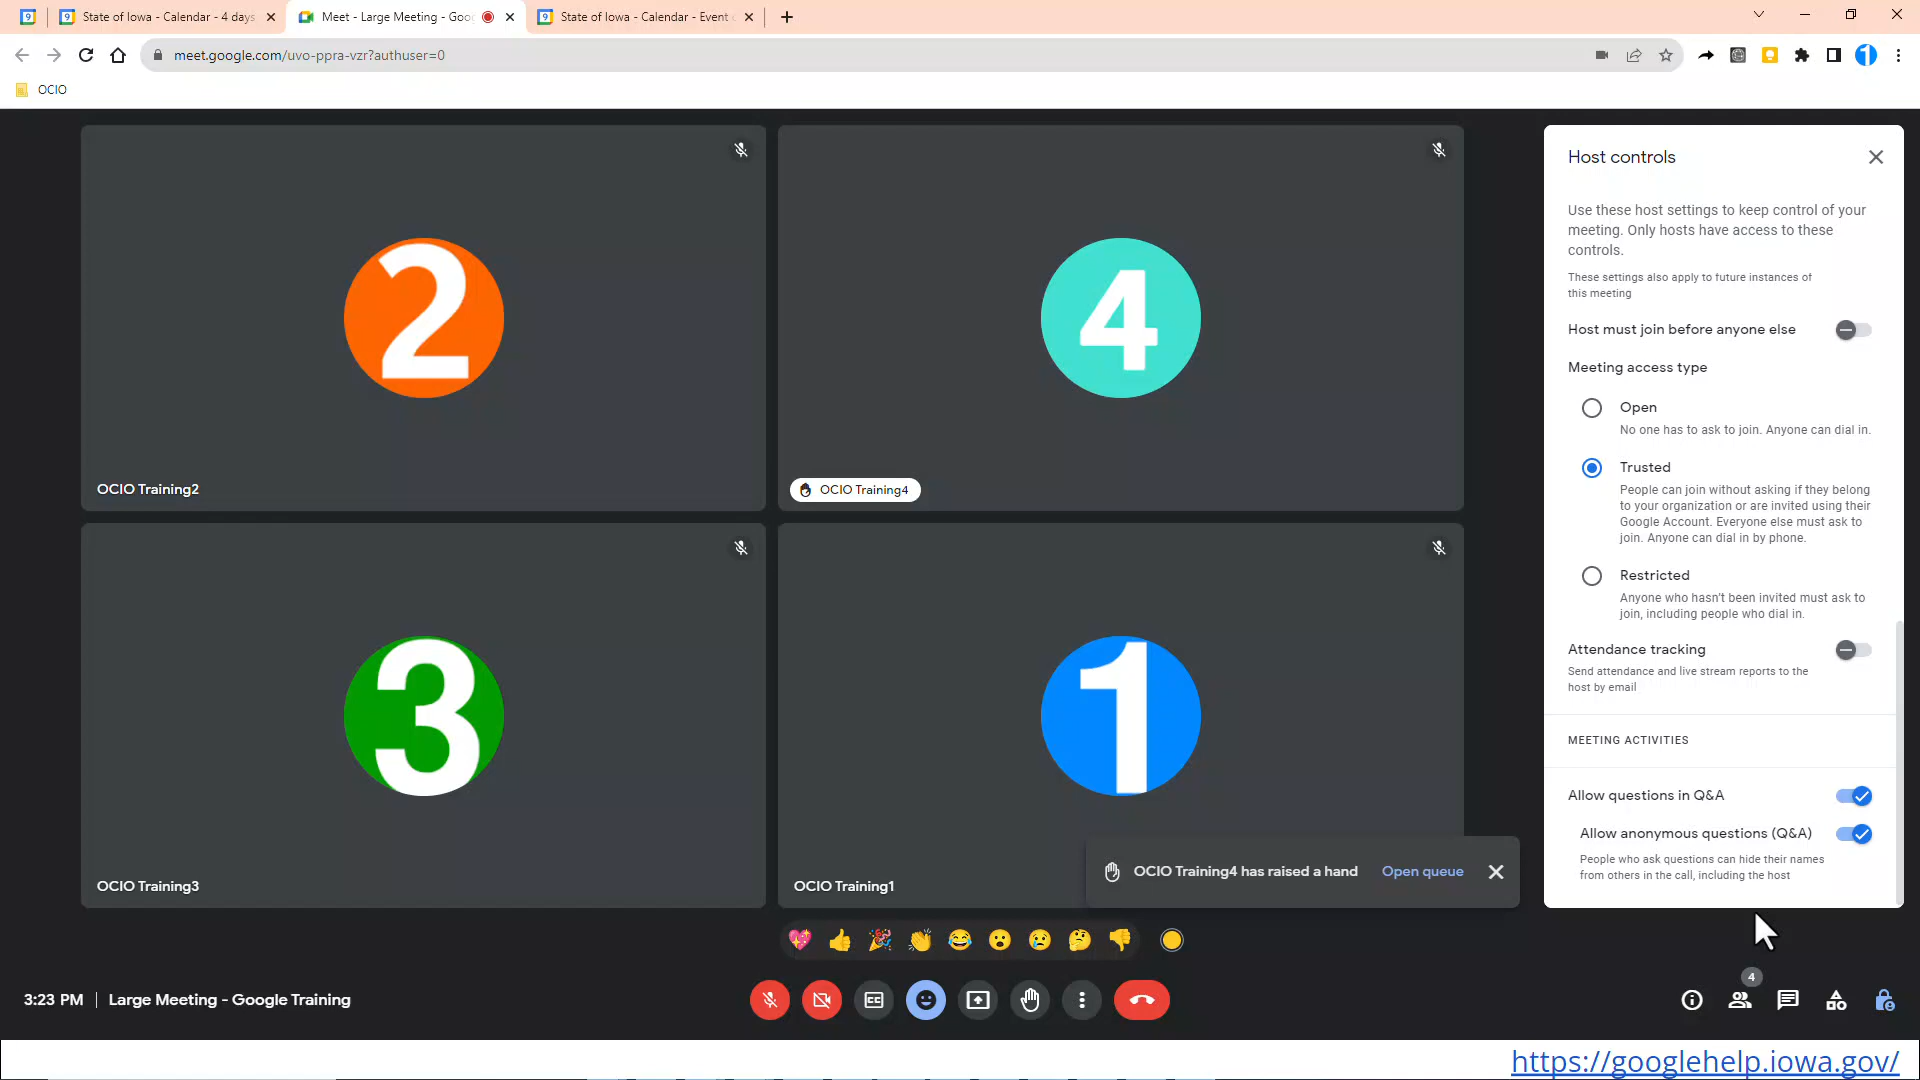 State of Iowa - Calendar - 4 days
Meet - Large Meeting - Goo
State of Iowa - Calendar - Event
meet.google.com/uvo-ppra-vzr?authuser=0
1
OCIO
2
OCIO Training2
4
OCIO Training4
3
OCIO Training3
1
OCIO Training1
OCIO Training4 has raised a hand
Open queue
Host controls
Use these host settings to keep control of your
meeting. Only hosts have access to these
controls.
These settings also apply to future instances of
this meeting
Host must join before anyone else
Meeting access type
Open
No one has to ask to join. Anyone can dial in.
Trusted
People can join without asking if they belong
to your organization or are invited using their
Google Account. Everyone else must ask to
join. Anyone can dial in by phone.
Restricted
Anyone who hasn't been invited must ask to
join, including people who dial in.
Attendance tracking
Send attendance and live stream reports to the
host by email
MEETING ACTIVITIES
Allow questions in Q&A
Allow anonymous questions (Q&A)
People who ask questions can hide their names
from others in the call, including the host
3:23 PM | Large Meeting - Google Training
CC
4
https://googlehelp.iowa.gov/